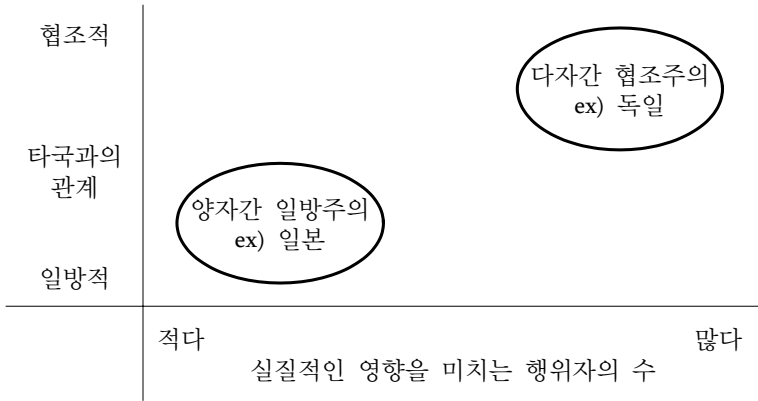 협조적
다자간 협조주의
ex) 독일
타국과의
관계
양자간 일방주의
ex) 일본
일방적
적다
많다
실질적인 영향을 미치는 행위자의 수